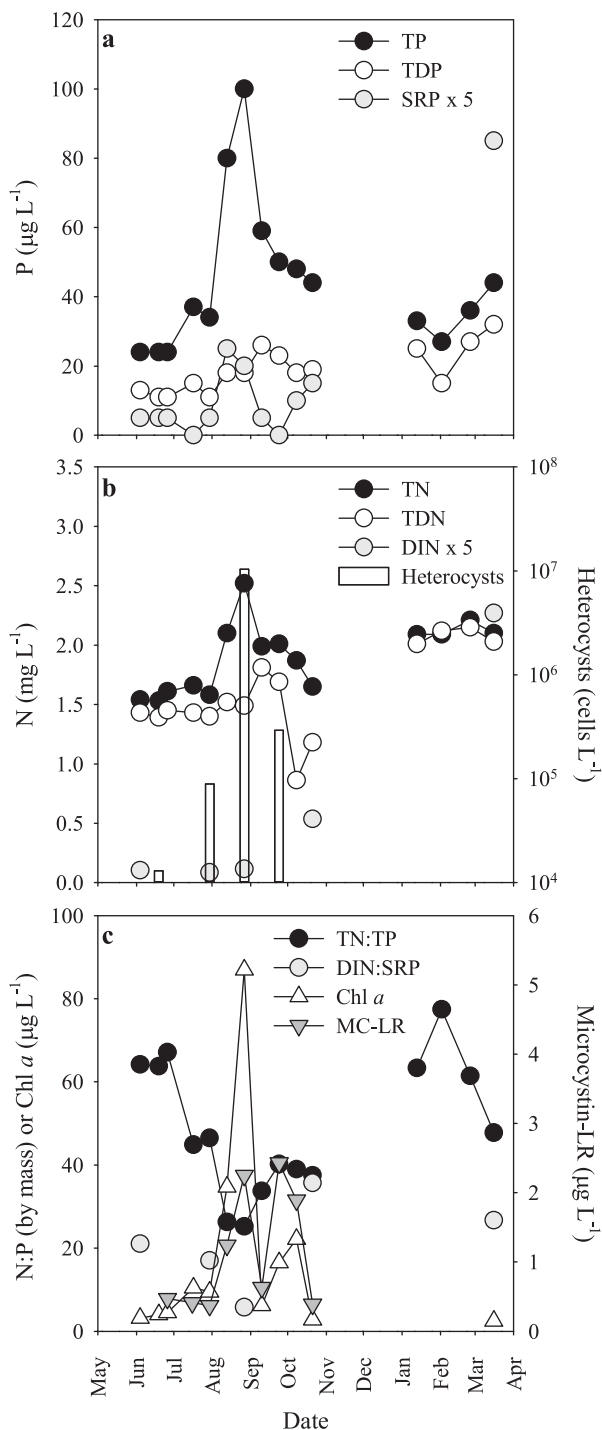 a
TP
TDP
SRP x 5
P (µg L⁻¹)
120
100
80
60
40
20
0
b
TN
TDN
DIN x 5
Heterocysts
N (mg L⁻¹)
3.5
3.0
2.5
2.0
1.5
1.0
0.5
0.0
Heterocysts (cells L⁻¹)
10⁸
10⁷
10⁶
10⁵
10⁴
c
TN:TP
DIN:SRP
Chl a
MC-LR
N:P (by mass) or Chl a (µg L⁻¹)
100
80
60
40
20
0
Microcystin-LR (µg L⁻¹)
6
5
4
3
2
1
0
May
Jun
Jul
Aug
Sep
Oct
Nov
Dec
Jan
Feb
Mar
Apr
Date